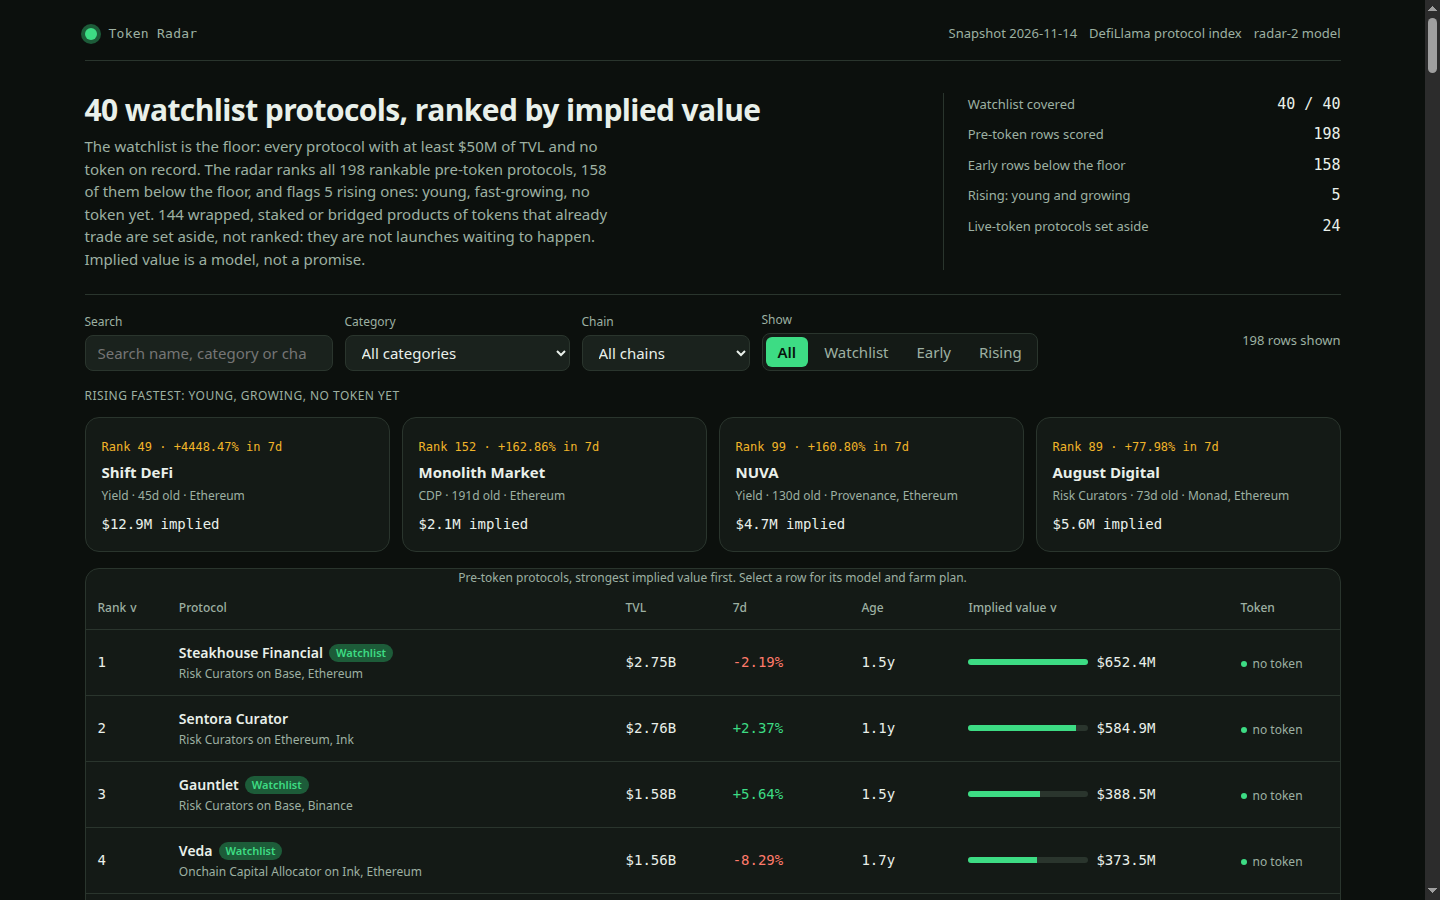 Token Radar
Snapshot 2026-11-14 DefiLlama protocol index radar-2 model
40 watchlist protocols, ranked by implied value
The watchlist is the floor: every protocol with at least $50M of TVL and no
token on record. The radar ranks all 198 rankable pre-token protocols, 158
of them below the floor, and flags 5 rising ones: young, fast-growing, no
token yet. 144 wrapped, staked or bridged products of tokens that already
trade are set aside, not ranked: they are not launches waiting to happen.
Implied value is a model, not a promise.
Watchlist covered 40 / 40
Pre-token rows scored 198
Early rows below the floor 158
Rising: young and growing 5
Live-token protocols set aside 24
Search
Search name, category or cha
Category
All categories
Chain
All chains
Show
All Watchlist Early Rising
198 rows shown
RISING FASTEST: YOUNG, GROWING, NO TOKEN YET
Rank 49 · +4448.47% in 7d
Shift DeFi
Yield · 45d old · Ethereum
$12.9M implied
Rank 152 · +162.86% in 7d
Monolith Market
CDP · 191d old · Ethereum
$2.1M implied
Rank 99 · +160.80% in 7d
NUVA
Yield · 130d old · Provenance, Ethereum
$4.7M implied
Rank 89 · +77.98% in 7d
August Digital
Risk Curators · 73d old · Monad, Ethereum
$5.6M implied
Pre-token protocols, strongest implied value first. Select a row for its model and farm plan.
Rank v Protocol TVL 7d Age Implied value v Token
1 Steakhouse Financial Watchlist $2.75B -2.19% 1.5y $652.4M no token
Risk Curators on Base, Ethereum
2 Sentora Curator $2.76B +2.37% 1.1y $584.9M no token
Risk Curators on Ethereum, Ink
3 Gauntlet Watchlist $1.58B +5.64% 1.5y $388.5M no token
Risk Curators on Base, Binance
4 Veda Watchlist $1.56B -8.29% 1.7y $373.5M no token
Onchain Capital Allocator on Ink, Ethereum